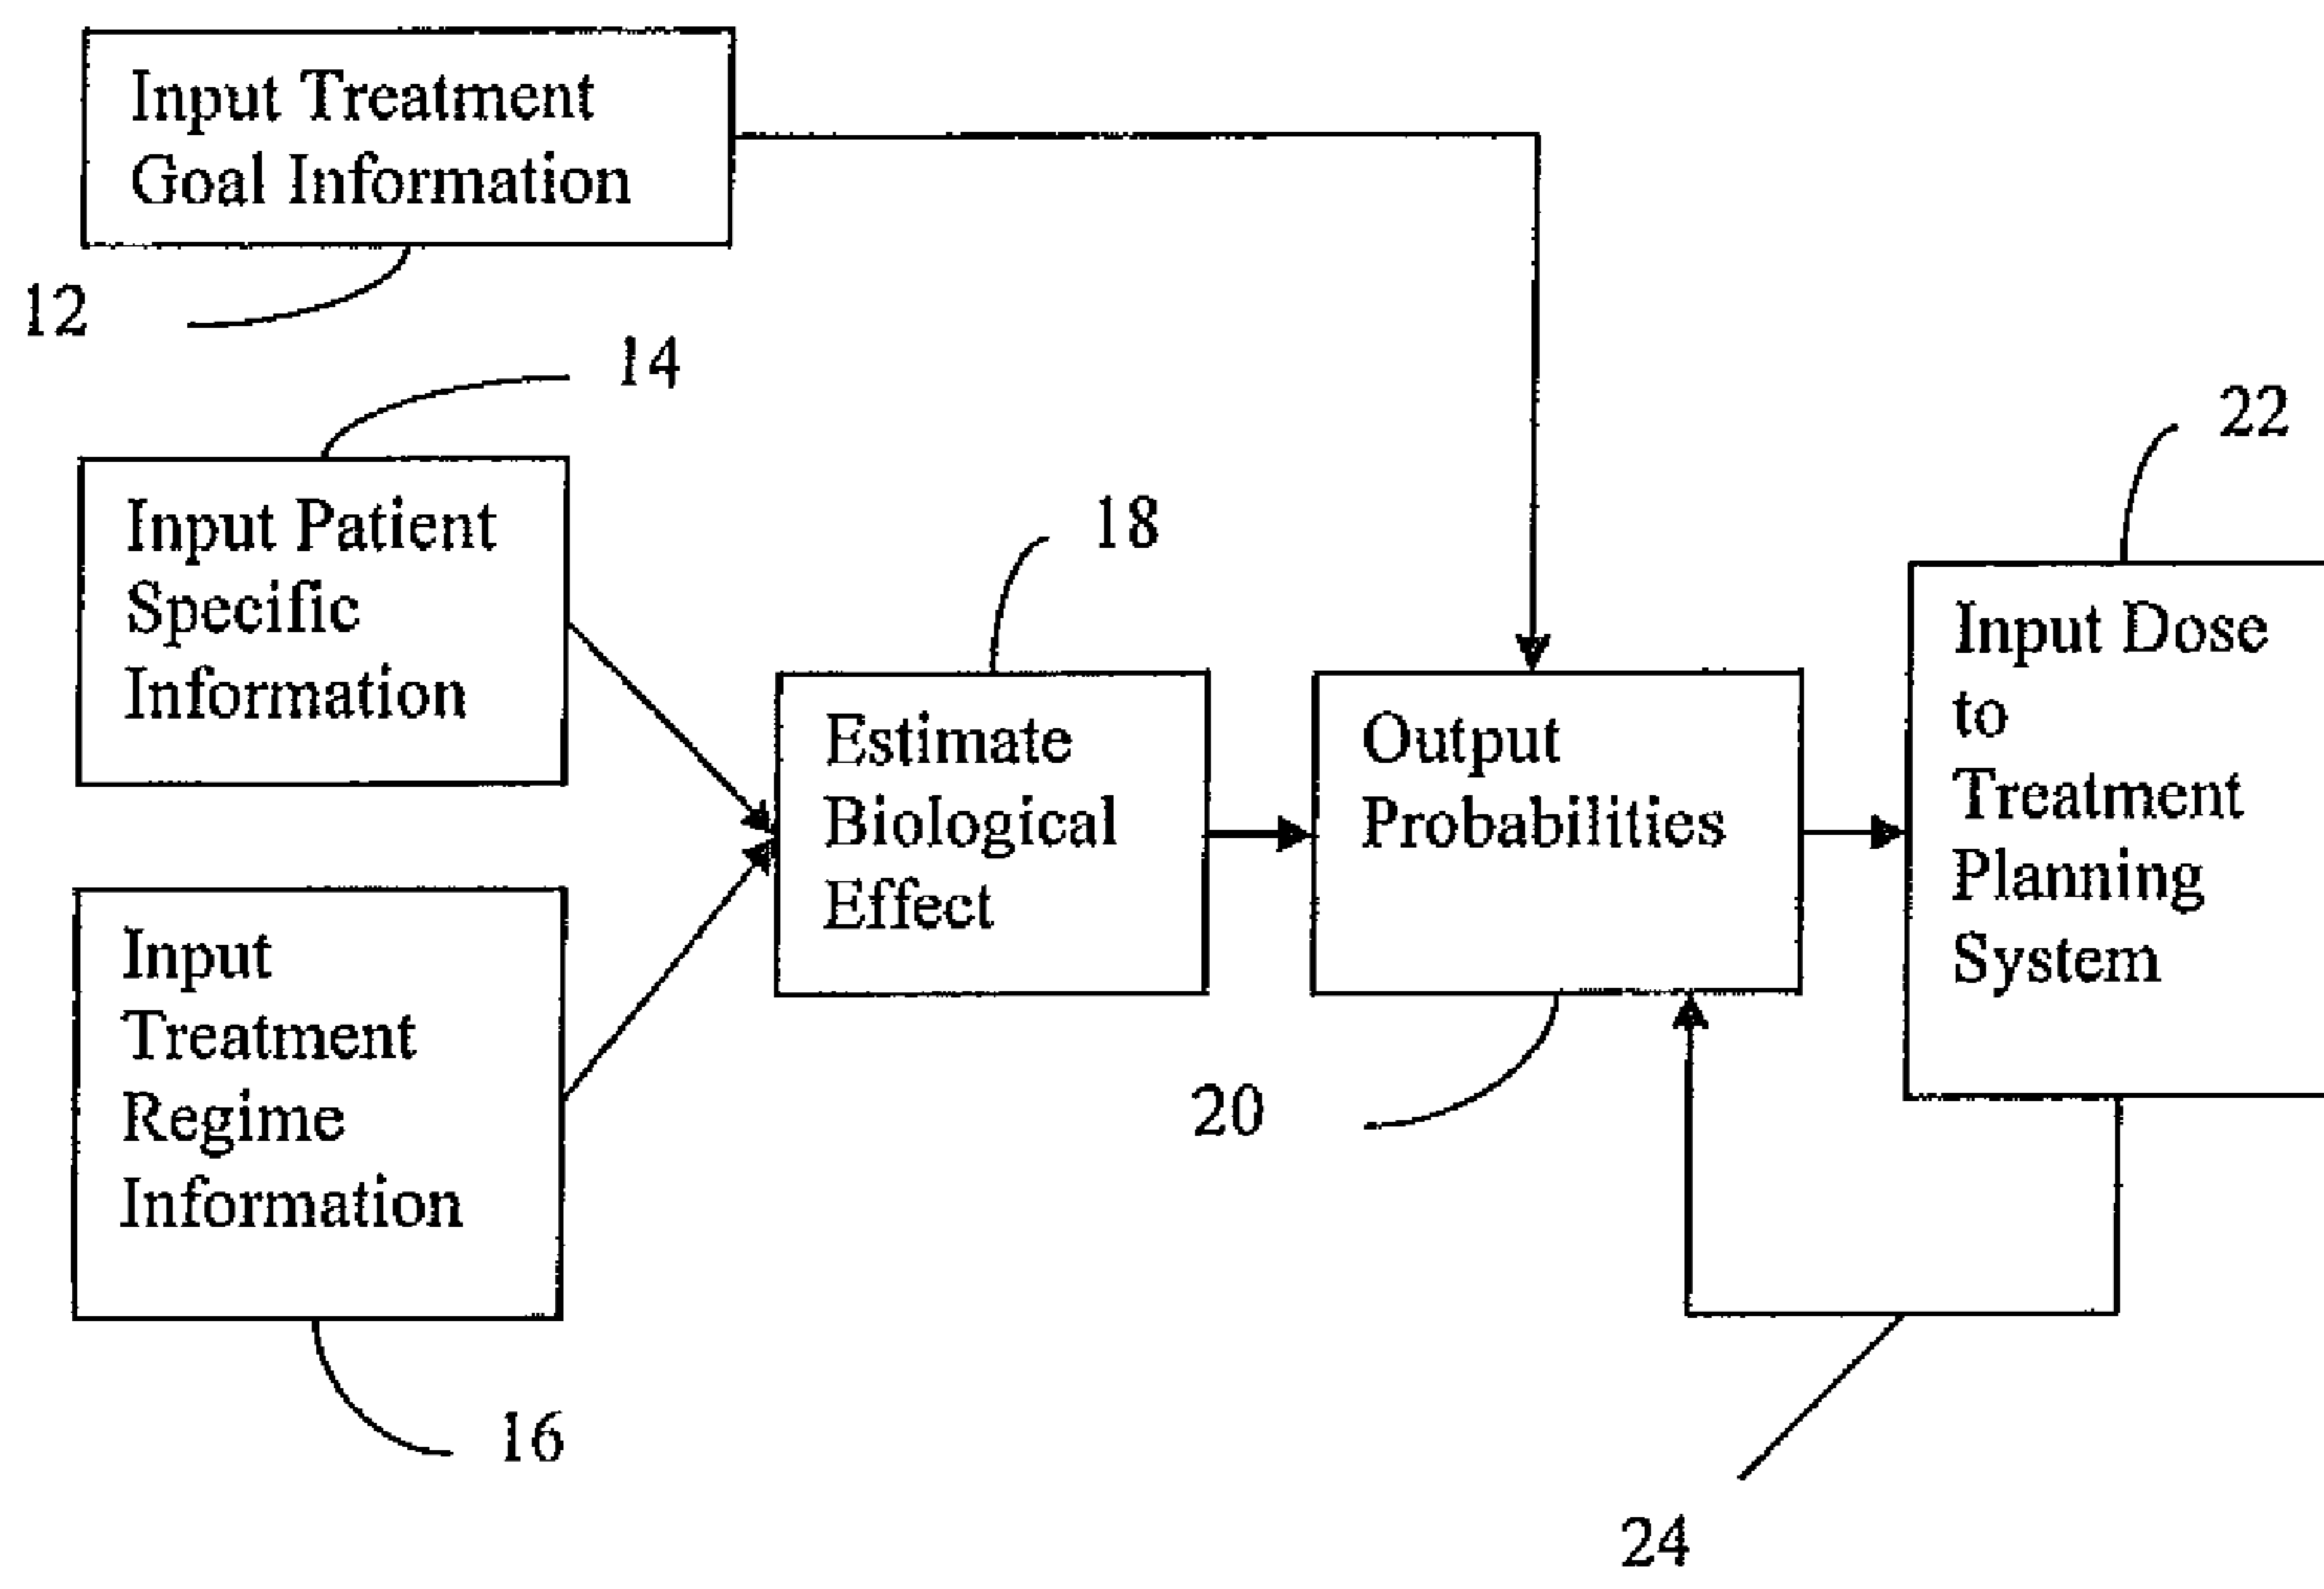 Input Treatment
Goal Information
12
14
Input Patient
Specific
Information
Input
Treatment
Regime
Information
16
18
Estimate
Biological
Effect
Output
Probabilities
20
22
Input Dose
to
Treatment
Planning
System
24